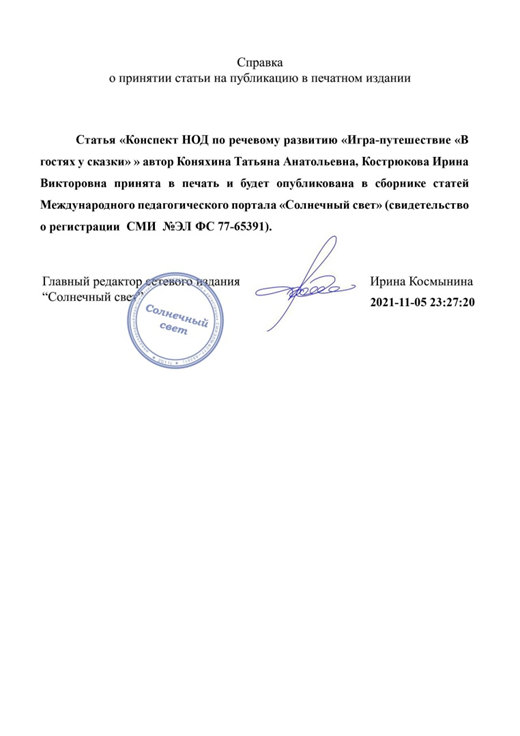 Справка
о принятии статьи на публикацию в печатном издании
Статья «Конспект НОД по речевому развитию «Игра-путешествие «В
гостях у сказки» » автор Коняхина Татьяна Анатольевна, Кострюкова Ирина
Викторовна принята в печать и будет опубликована в сборнике статей
Международного педагогического портала «Солнечный свет» (свидетельство
о регистрации СМИ №ЭЛ ФС 77-65391).
Главный редактор сетевого издания
“Солнечный свет”
Ирина Космынина
2021-11-05 23:27:20
Солнечный
свет